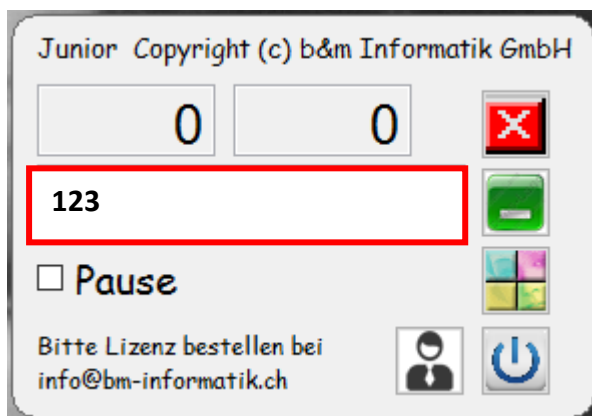 Junior Copyright (c) b&m Informatik GmbH
0 0
123
Pause
Bitte Lizenz bestellen bei
info@bm-informatik.ch